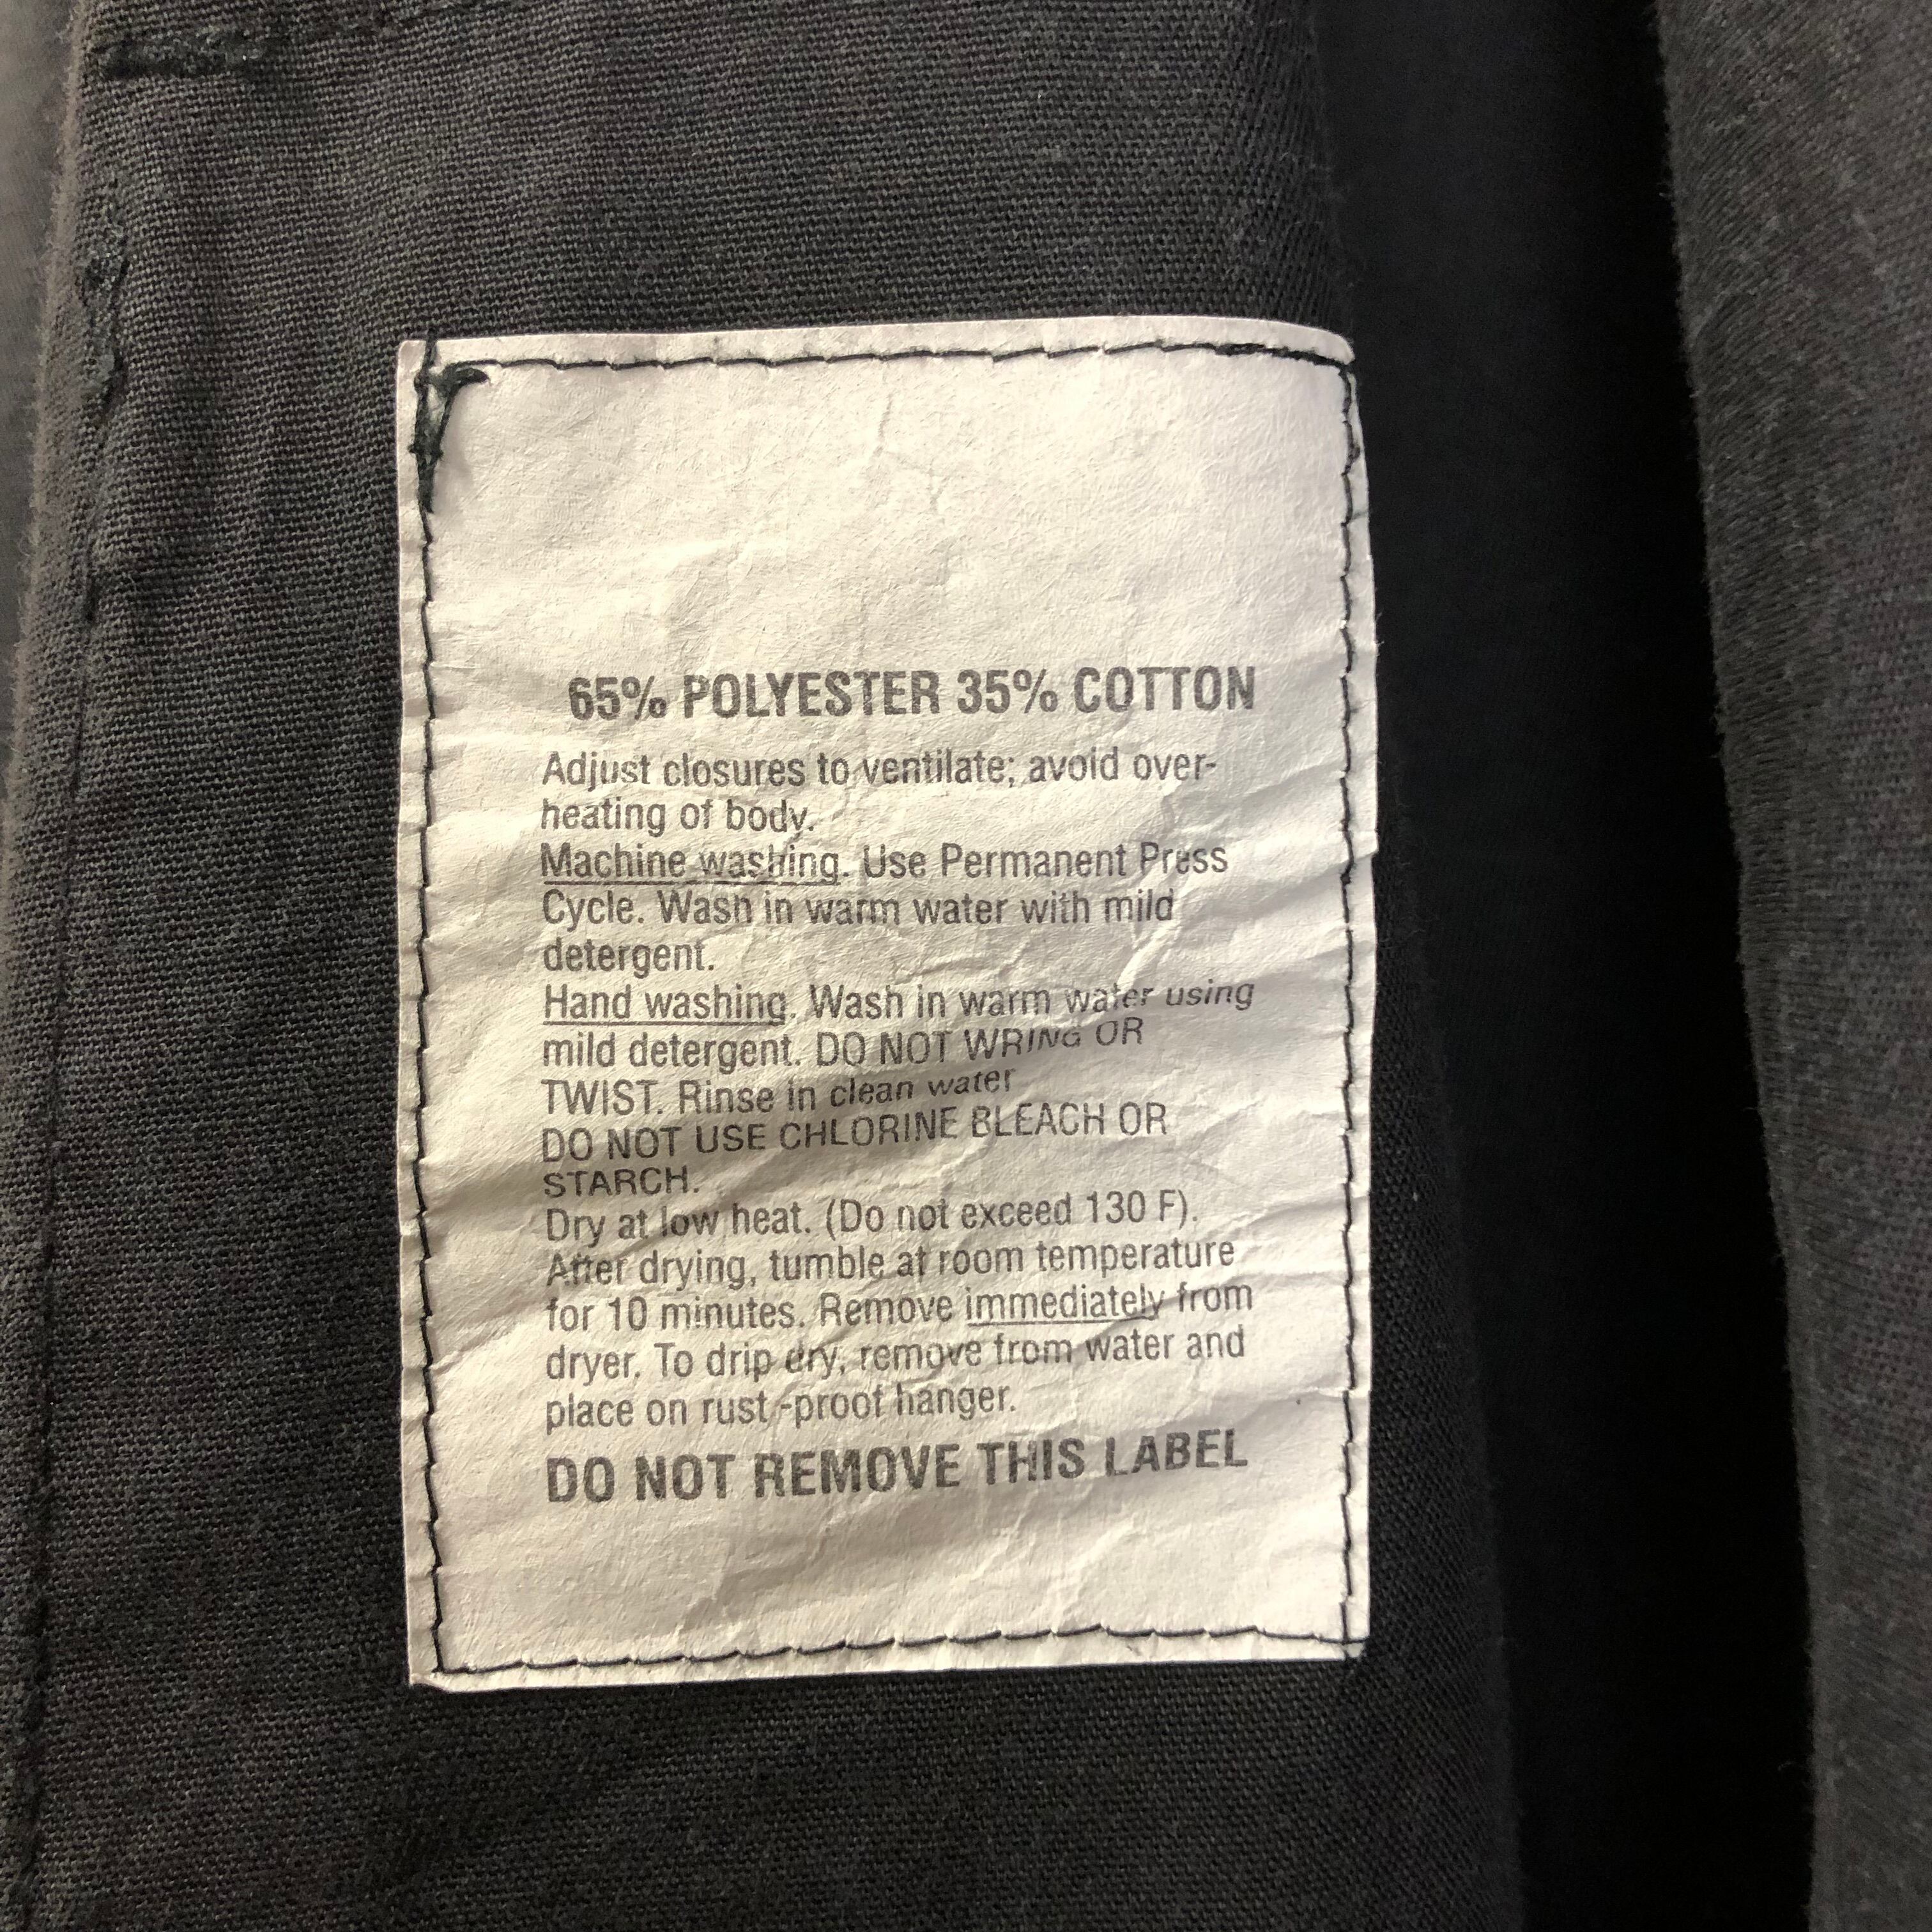 65% POLYESTER 35% COTTON
Adjust closures to ventilate; avoid over-
heating of body.
Machine washing. Use Permanent Press
Cycle. Wash in warm water with mild
detergent.
Hand washing. Wash in warm water using
mild detergent. DO NOT WRING OR
TWIST. Rinse in clean water
DO NOT USE CHLORINE BLEACH OR
STARCH.
Dry at low heat. (Do not exceed 130 F).
After drying, tumble at room temperature
for 10 minutes. Remove immediately from
dryer. To drip dry, remove from water and
place on rust -proof hanger.
DO NOT REMOVE THIS LABEL